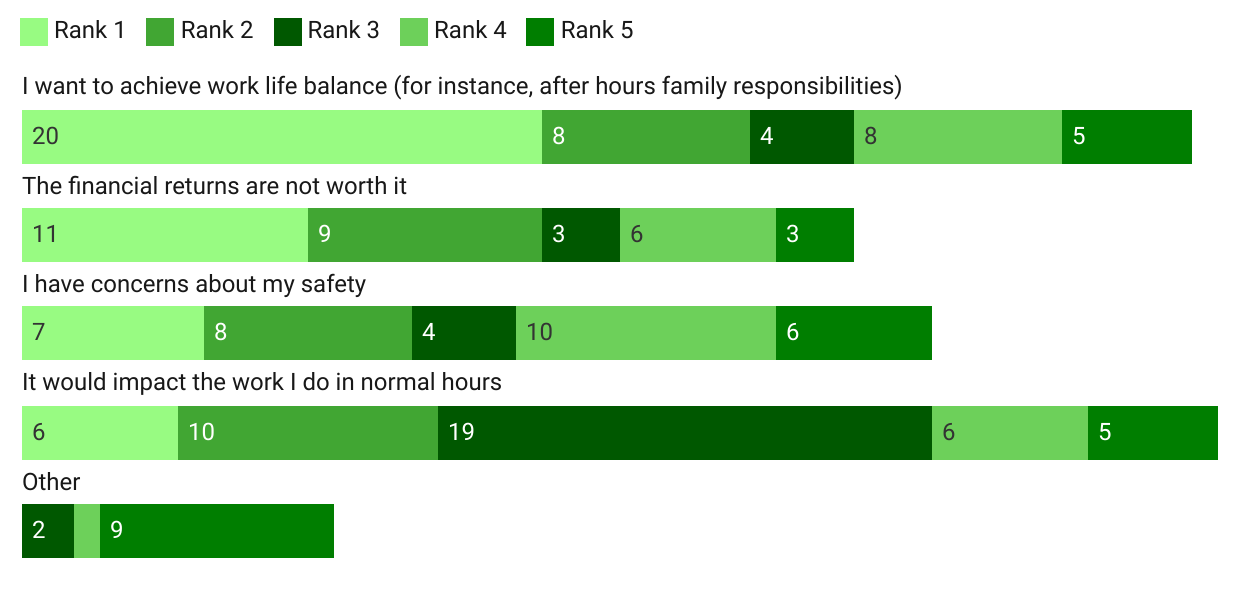 Rank 1 Rank 2 Rank 3 Rank 4 Rank 5
I want to achieve work life balance (for instance, after hours family responsibilities)
20 8 4 8 5
The financial returns are not worth it
11 9 3 6 3
I have concerns about my safety
7 8 4 10 6
It would impact the work I do in normal hours
6 10 19 6 5
Other
2 9